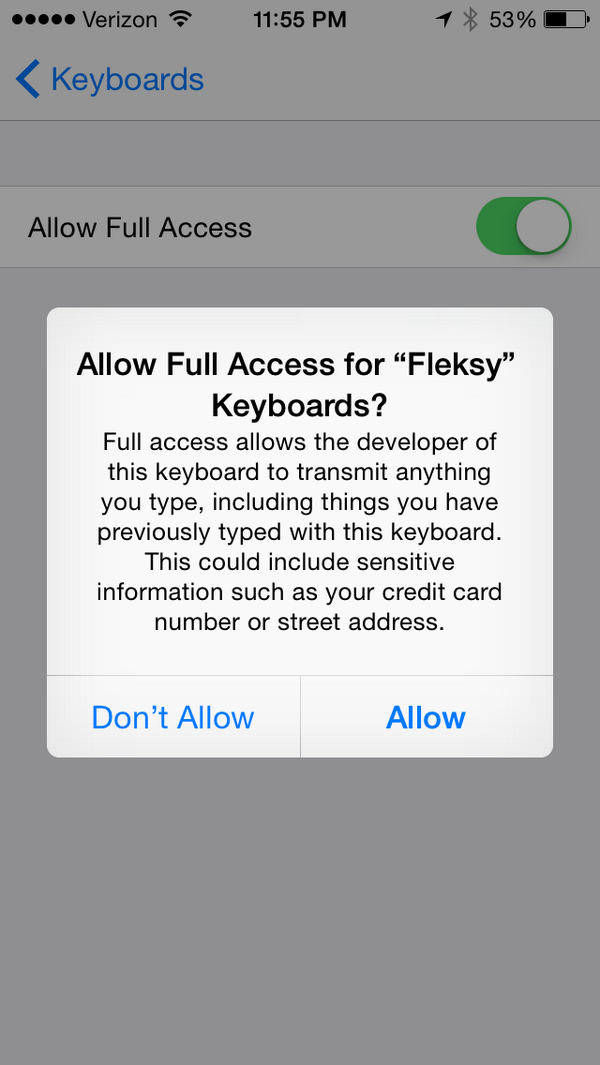 Verizon 11:55 PM 53%
Keyboards
Allow Full Access
Allow Full Access for “Fleksy”
Keyboards?
Full access allows the developer of
this keyboard to transmit anything
you type, including things you have
previously typed with this keyboard.
This could include sensitive
information such as your credit card
number or street address.
Don’t Allow Allow